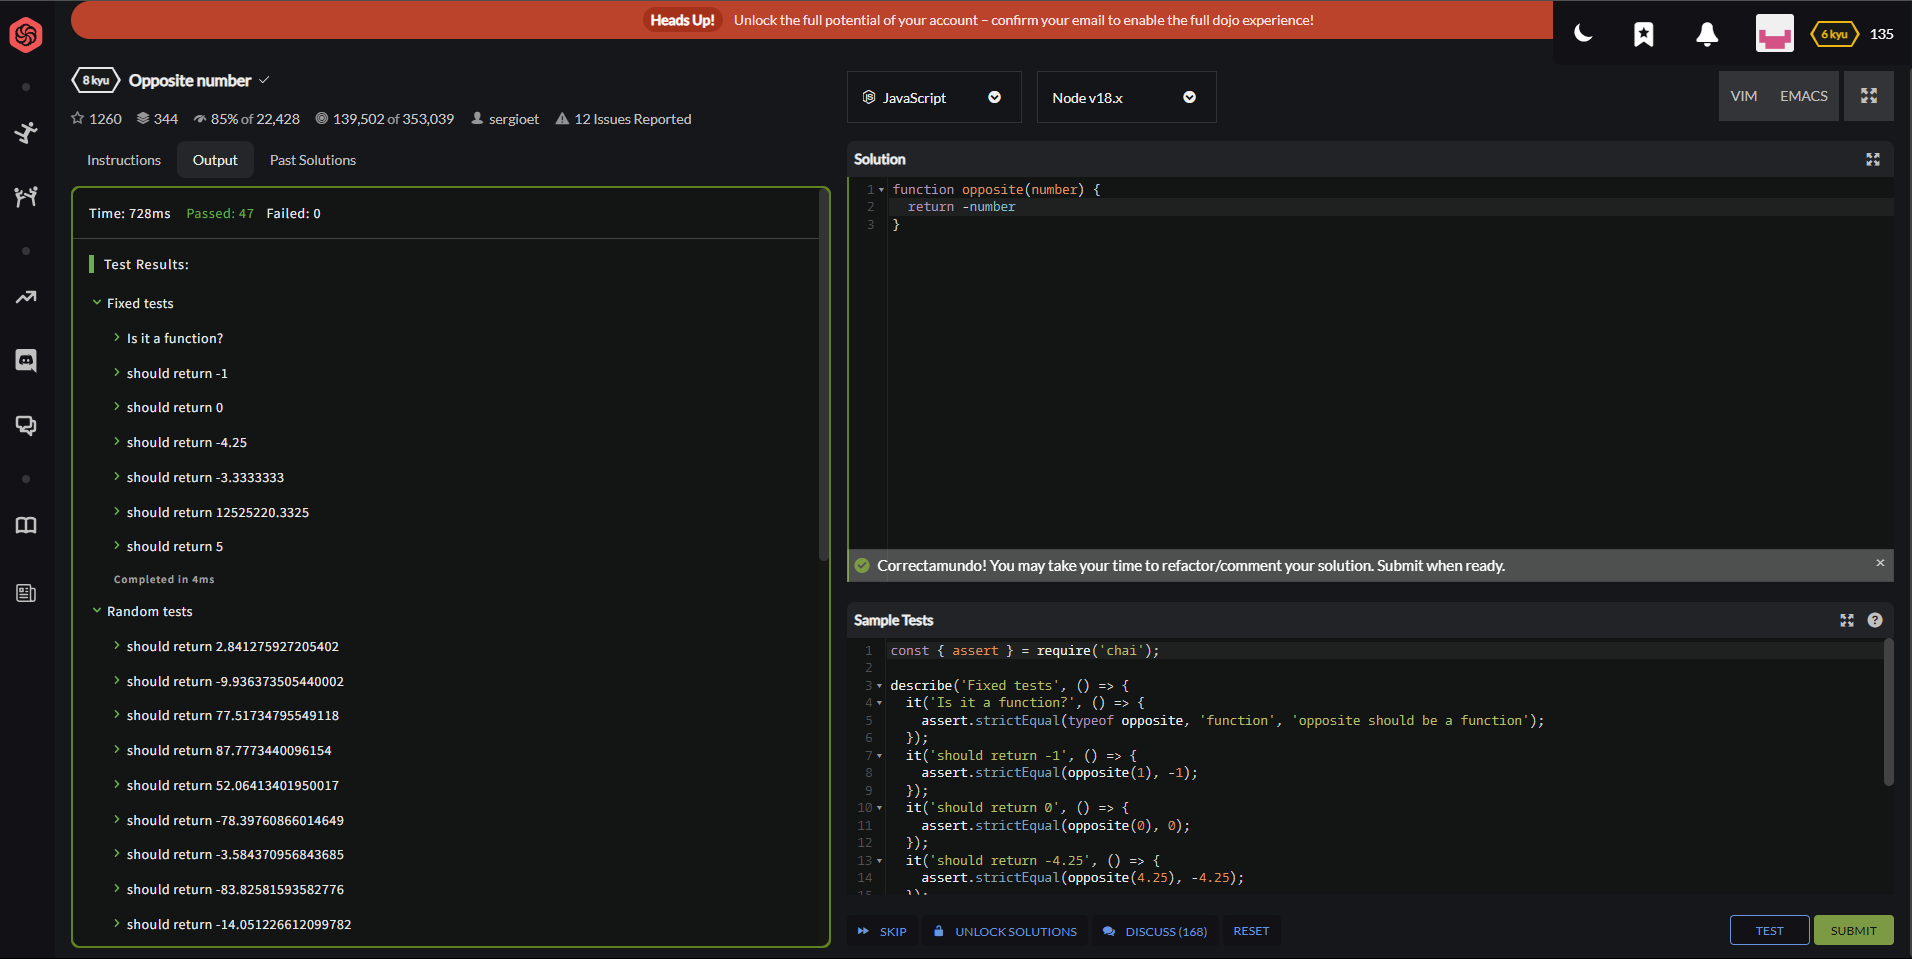 Heads Up! Unlock the full potential of your account – confirm your email to enable the full dojo experience!
6 kyu 135
8 kyu Opposite number
1260 344 85% of 22,428 139,502 of 353,039 sergioet 12 Issues Reported
Instructions Output Past Solutions
Time: 728ms Passed: 47 Failed: 0
Test Results:
Fixed tests
Is it a function?
should return -1
should return 0
should return -4.25
should return -3.3333333
should return 12525220.3325
should return 5
Completed in 4ms
Random tests
should return 2.841275927205402
should return -9.936373505440002
should return 77.51734795549118
should return 87.7773440096154
should return 52.06413401950017
should return -78.39760866014649
should return -3.584370956843685
should return -83.82581593582776
should return -14.051226612099782
JavaScript Node v18.x VIM EMACS
Solution
1 function opposite(number) {
2 return -number
3 }
Correctamundo! You may take your time to refactor/comment your solution. Submit when ready. ×
Sample Tests
1 const { assert } = require('chai');
2
3 describe('Fixed tests', () => {
4 it('Is it a function?', () => {
5 assert.strictEqual(typeof opposite, 'function', 'opposite should be a function');
6 });
7 it('should return -1', () => {
8 assert.strictEqual(opposite(1), -1);
9 });
10 it('should return 0', () => {
11 assert.strictEqual(opposite(0), 0);
12 });
13 it('should return -4.25', () => {
14 assert.strictEqual(opposite(4.25), -4.25);
15 });
SKIP UNLOCK SOLUTIONS DISCUSS (168) RESET TEST SUBMIT